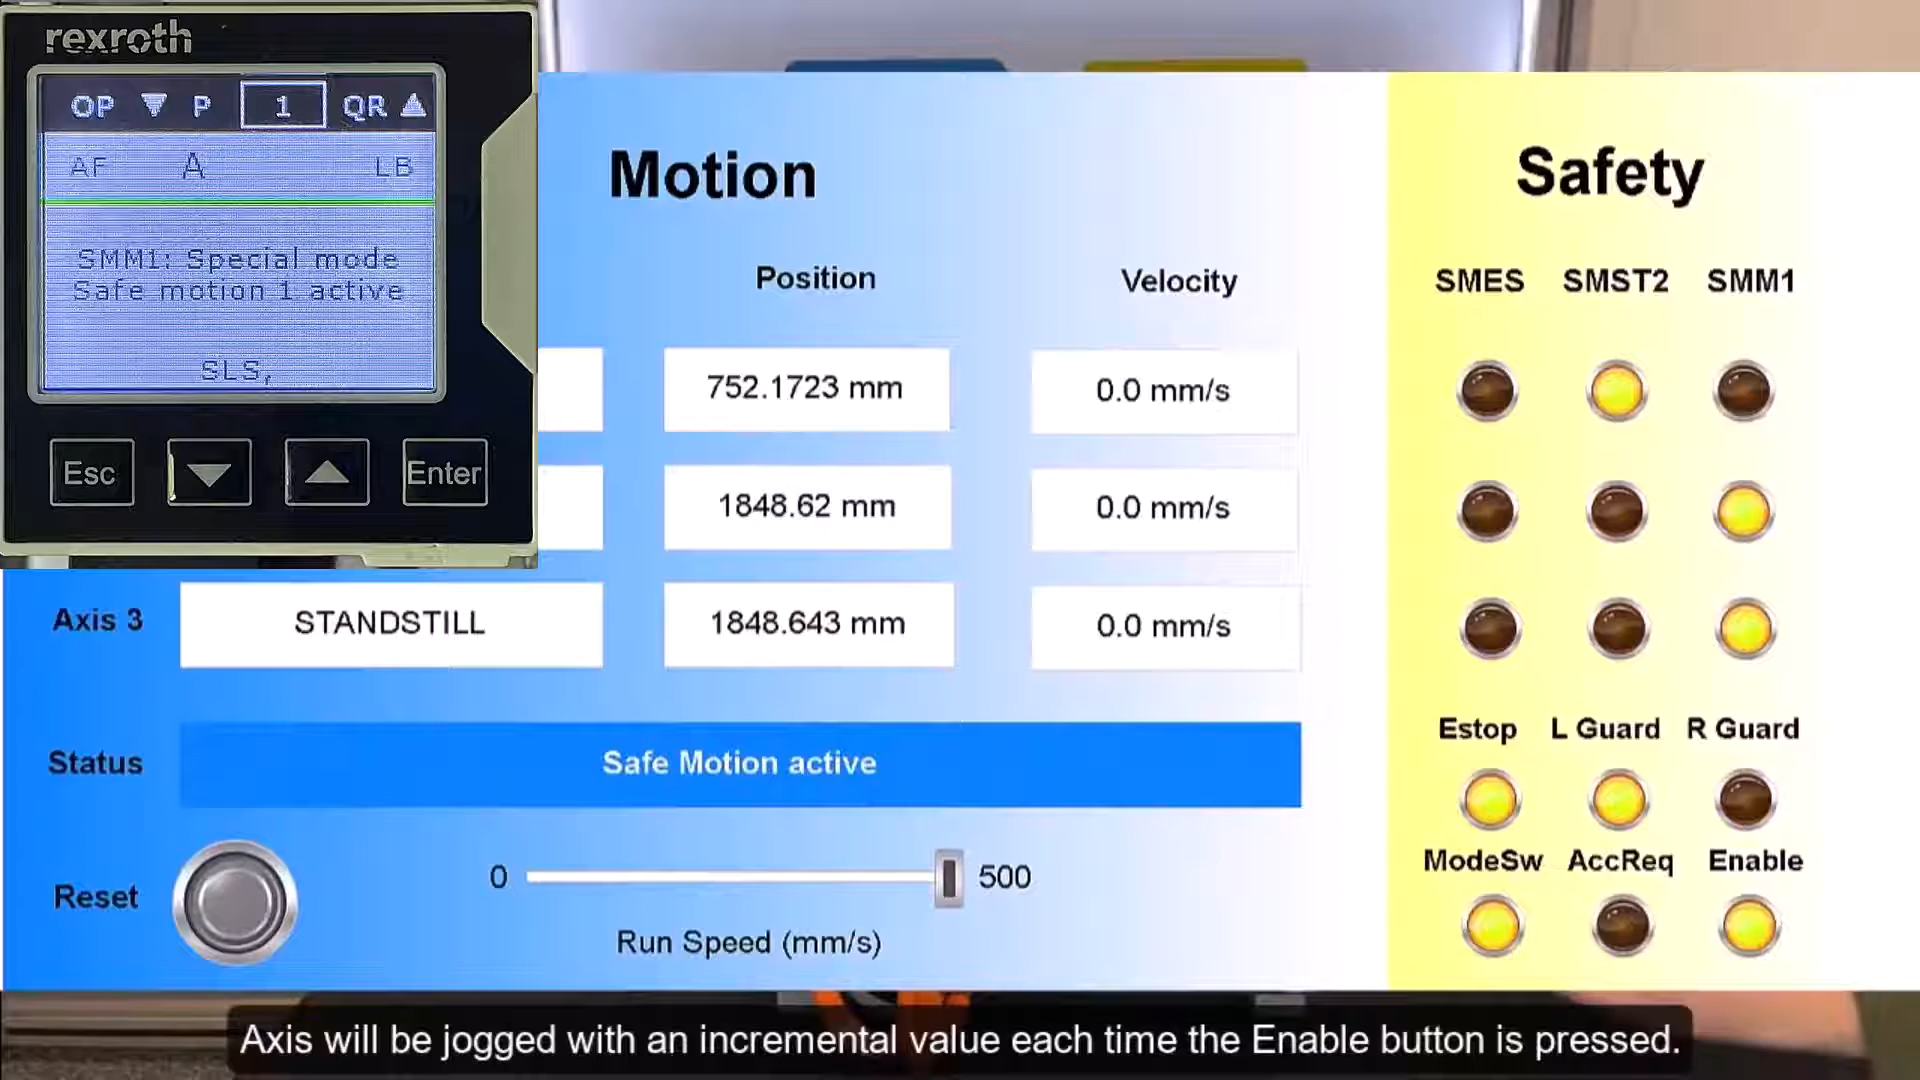 rexroth
OP ▼ P 1 QR ▲
AF A LB
SMM1: Special mode
Safe motion 1 active
SLS,
Esc ▼ ▲ Enter
Motion
Position Velocity
752.1723 mm 0.0 mm/s
1848.62 mm 0.0 mm/s
Axis 3 STANDSTILL 1848.643 mm 0.0 mm/s
Status Safe Motion active
Reset 0 500
Run Speed (mm/s)
Safety
SMES SMST2 SMM1
Estop L Guard R Guard
ModeSw AccReq Enable
Axis will be jogged with an incremental value each time the Enable button is pressed.